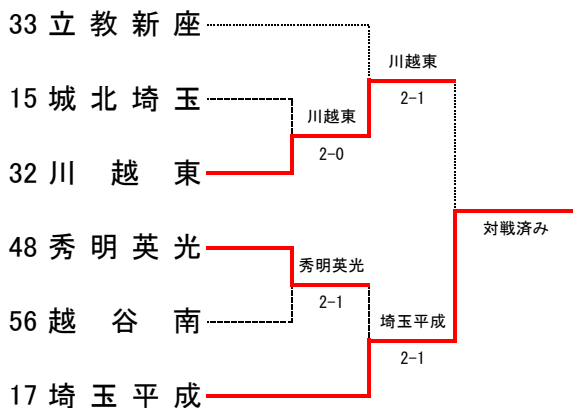 33 立教新座
川越東
15 城北埼玉
2-1
川越東
2-0
32 川越東
対戦済み
48 秀明英光
秀明英光
2-1
56 越谷南
埼玉平成
2-1
17 埼玉平成